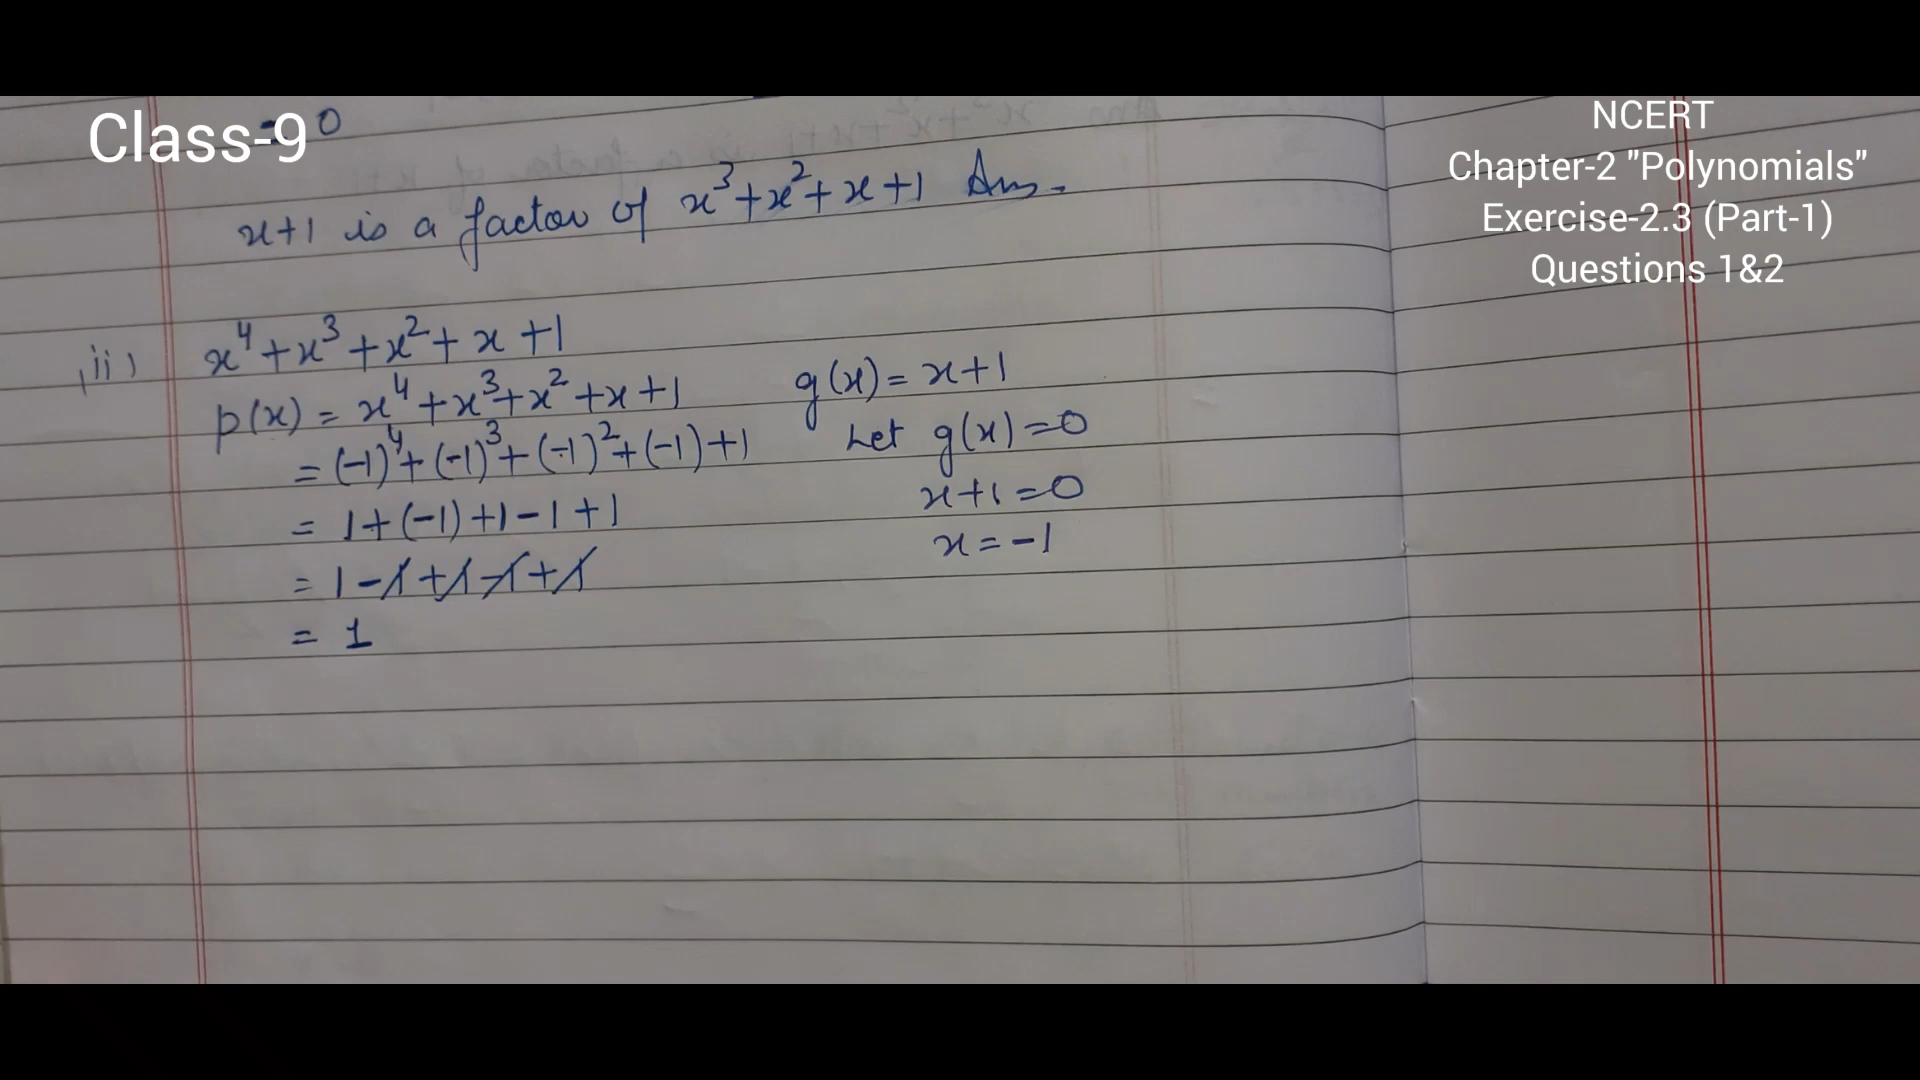 Class-9
NCERT
Chapter-2 "Polynomials"
Exercise-2.3 (Part-1)
Questions 1&2
= 0
x+1 is a factor of x³+x²+x+1 Ans.
(ii) x⁴+x³+x²+x+1
p(x) = x⁴+x³+x²+x+1
= (-1)⁴+(-1)³+(-1)²+(-1)+1
= 1+(-1)+1-1+1
= 1-1+1-1+1
= 1
g(x)= x+1
Let g(x)=0
x+1=0
x=-1